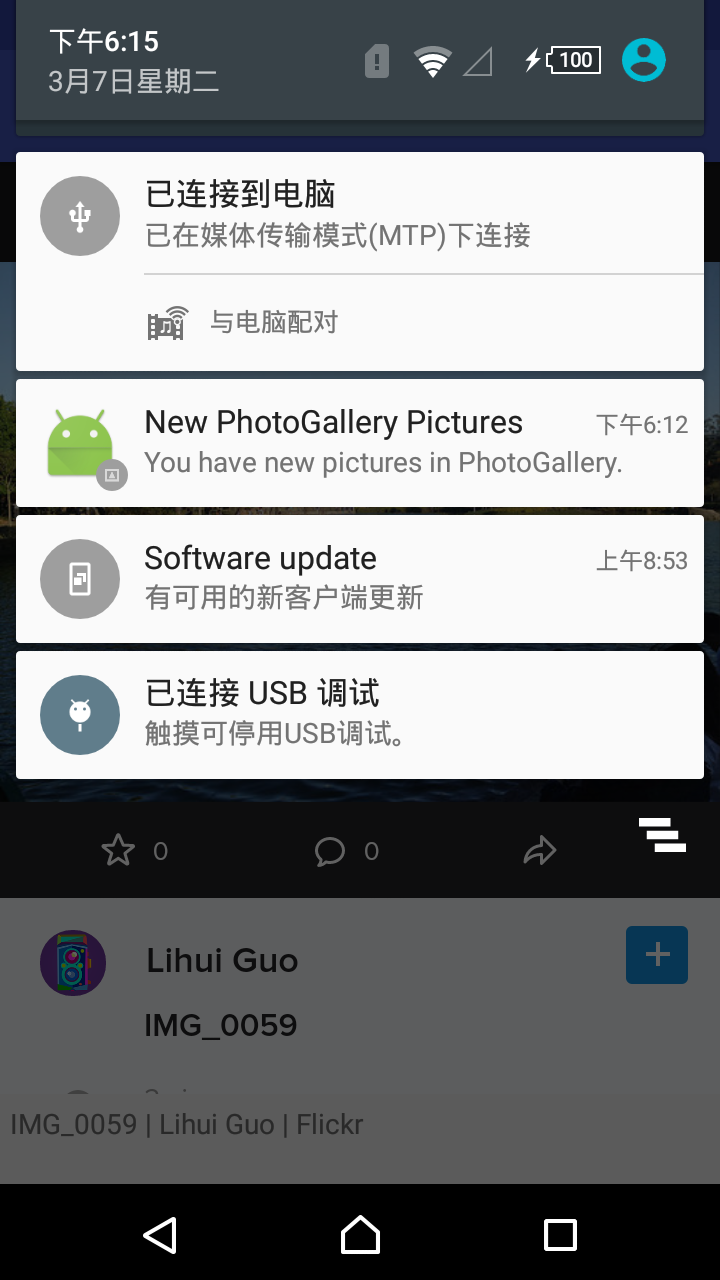 下午6:15
3月7日星期二
100
已连接到电脑
已在媒体传输模式(MTP)下连接
与电脑配对
New PhotoGallery Pictures
下午6:12
You have new pictures in PhotoGallery.
Software update
上午8:53
有可用的新客户端更新
已连接 USB 调试
触摸可停用USB调试。
0
0
Lihui Guo
IMG_0059
IMG_0059 | Lihui Guo | Flickr